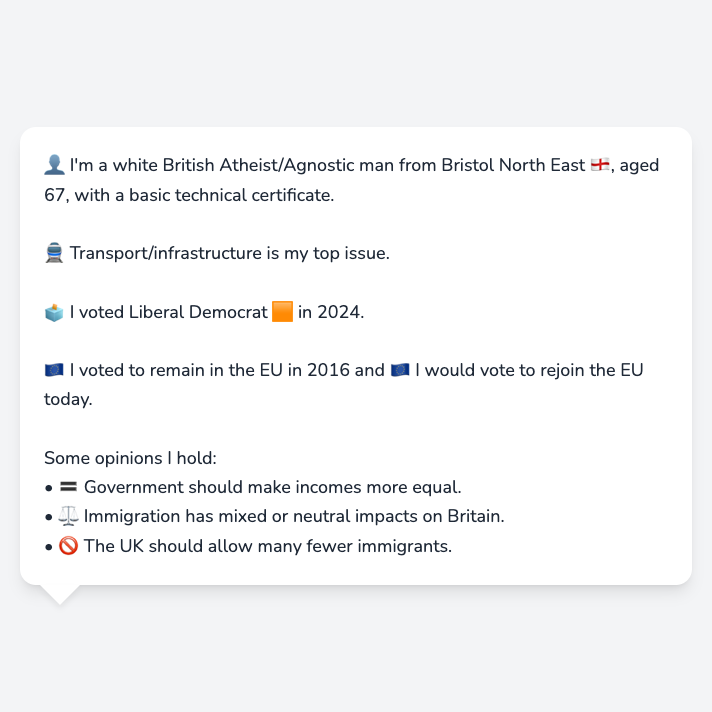 👤 I'm a white British Atheist/Agnostic man from Bristol North East 🏴󠁧󠁢󠁥󠁮󠁧󠁿, aged
67, with a basic technical certificate.
🚆 Transport/infrastructure is my top issue.
🗳️ I voted Liberal Democrat 🟧 in 2024.
🇪🇺 I voted to remain in the EU in 2016 and 🇪🇺 I would vote to rejoin the EU
today.
Some opinions I hold:
• 🟰 Government should make incomes more equal.
• ⚖️ Immigration has mixed or neutral impacts on Britain.
• 🚫 The UK should allow many fewer immigrants.